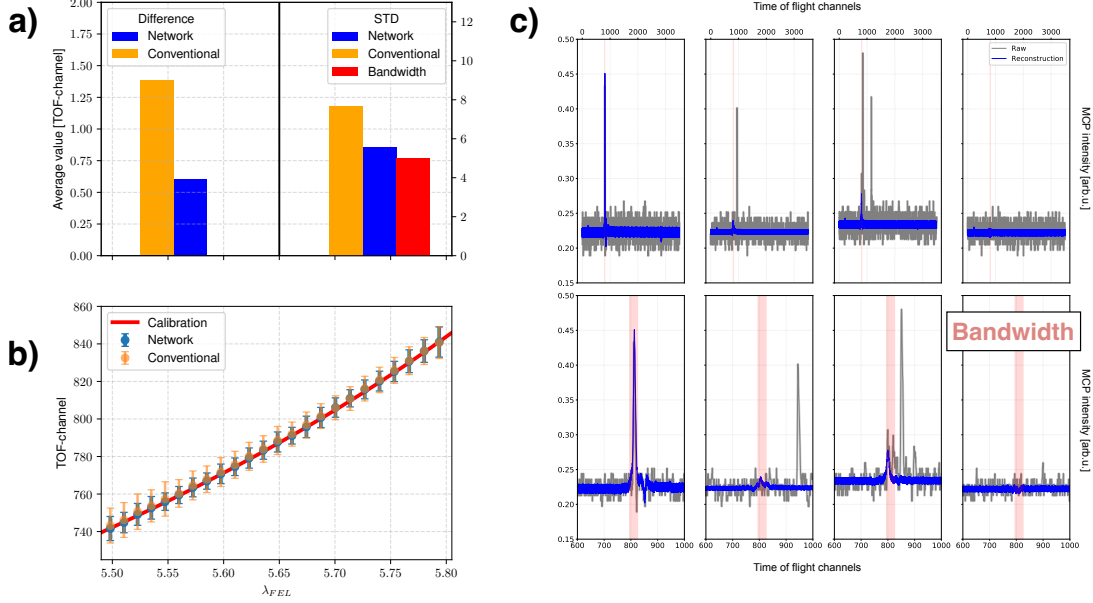 a)
Average value [TOF-channel]
2.00
1.75
1.50
1.25
1.00
0.75
0.50
0.25
0.00
Difference
Network
Conventional
STD
Network
Conventional
Bandwidth
12
10
8
6
4
2
0
b)
TOF-channel
860
840
820
800
780
760
740
Calibration
Network
Conventional
5.50 5.55 5.60 5.65 5.70 5.75 5.80
λFEL
c)
Time of flight channels
0 1000 2000 3000 0 1000 2000 3000 0 1000 2000 3000 0 1000 2000 3000
0.50
0.45
0.40
0.35
0.30
0.25
0.20
0.15
Raw
Reconstruction
MCP intensity [arb.u.]
0.50
0.45
0.40
0.35
0.30
0.25
0.20
0.15
Bandwidth
MCP intensity [arb.u.]
600 700 800 900 1000 600 700 800 900 1000 600 700 800 900 1000 600 700 800 900 1000
Time of flight channels